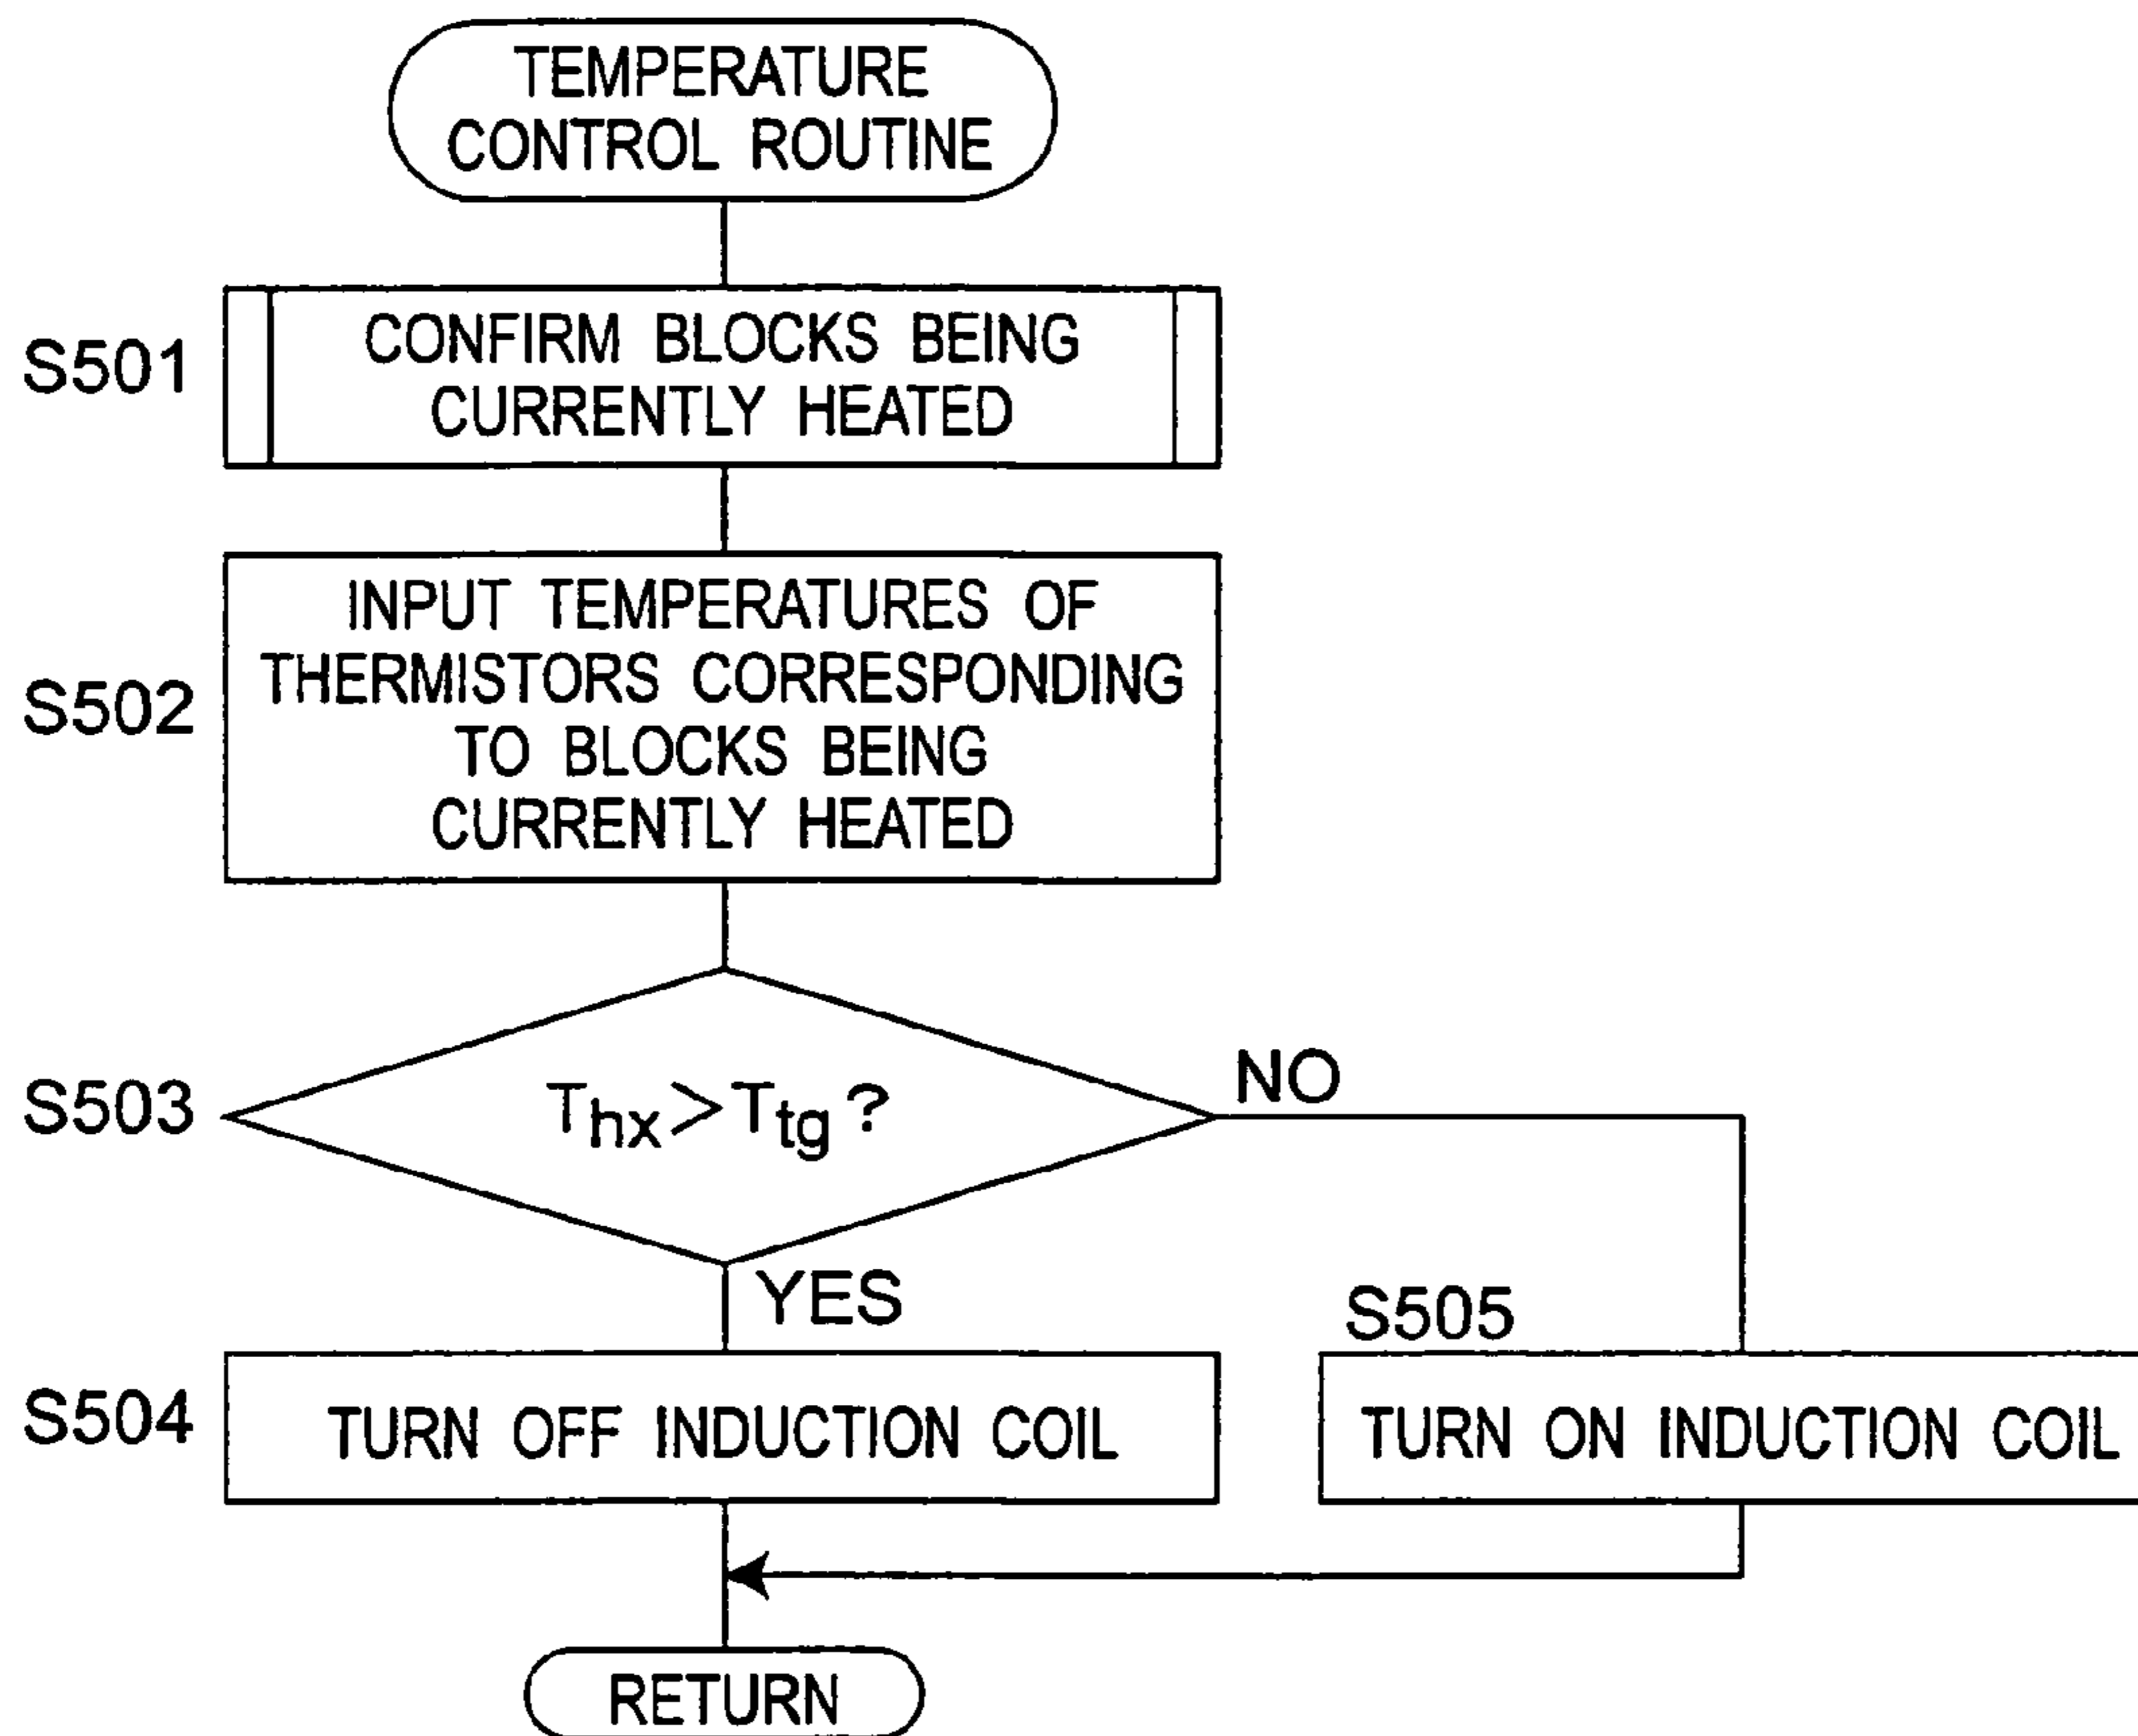 TEMPERATURE
CONTROL ROUTINE
S501
CONFIRM BLOCKS BEING
CURRENTLY HEATED
S502
INPUT TEMPERATURES OF
THERMISTORS CORRESPONDING
TO BLOCKS BEING
CURRENTLY HEATED
S503
Thx>Ttg?
NO
YES
S504
TURN OFF INDUCTION COIL
S505
TURN ON INDUCTION COIL
RETURN